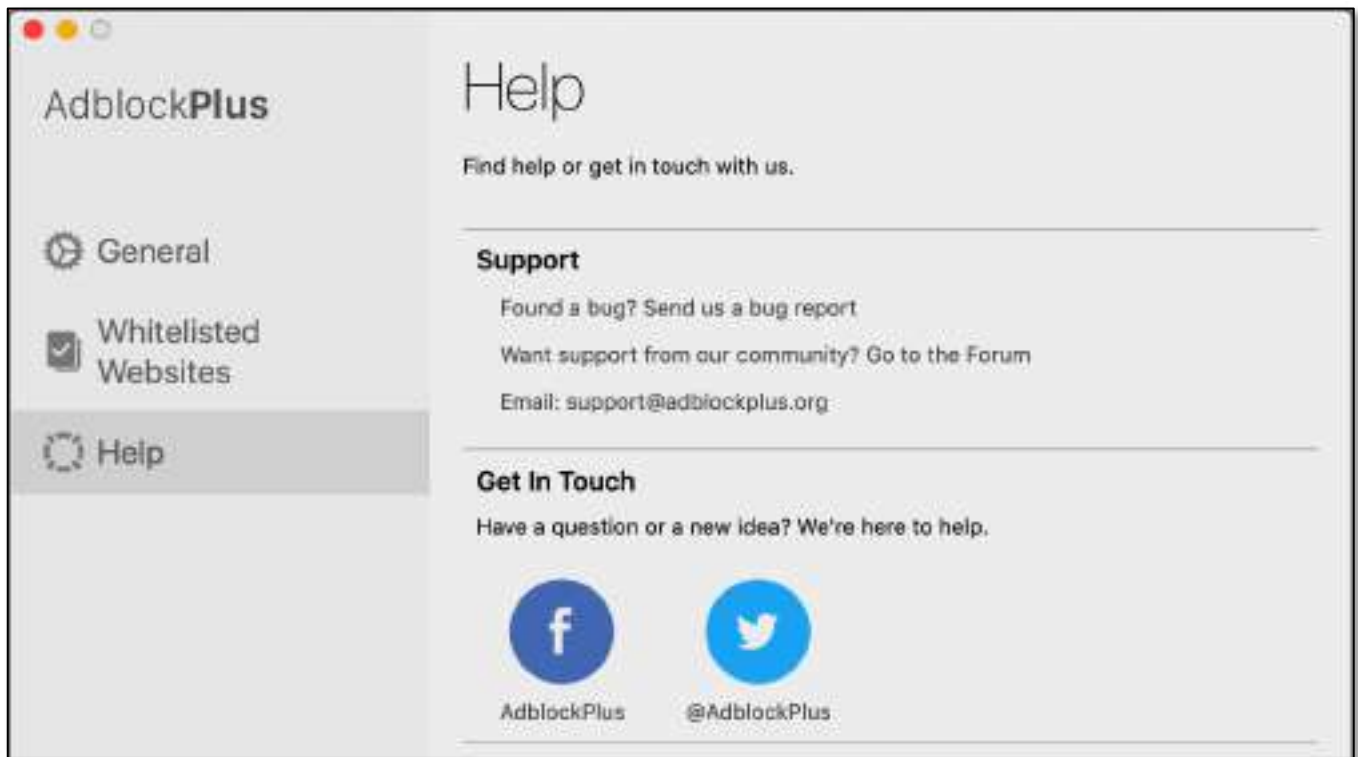 AdblockPlus
General
Whitelisted
Websites
Help
Help
Find help or get in touch with us.
Support
Found a bug? Send us a bug report
Want support from our community? Go to the Forum
Email: support@adblockplus.org
Get In Touch
Have a question or a new idea? We're here to help.
AdblockPlus
@AdblockPlus